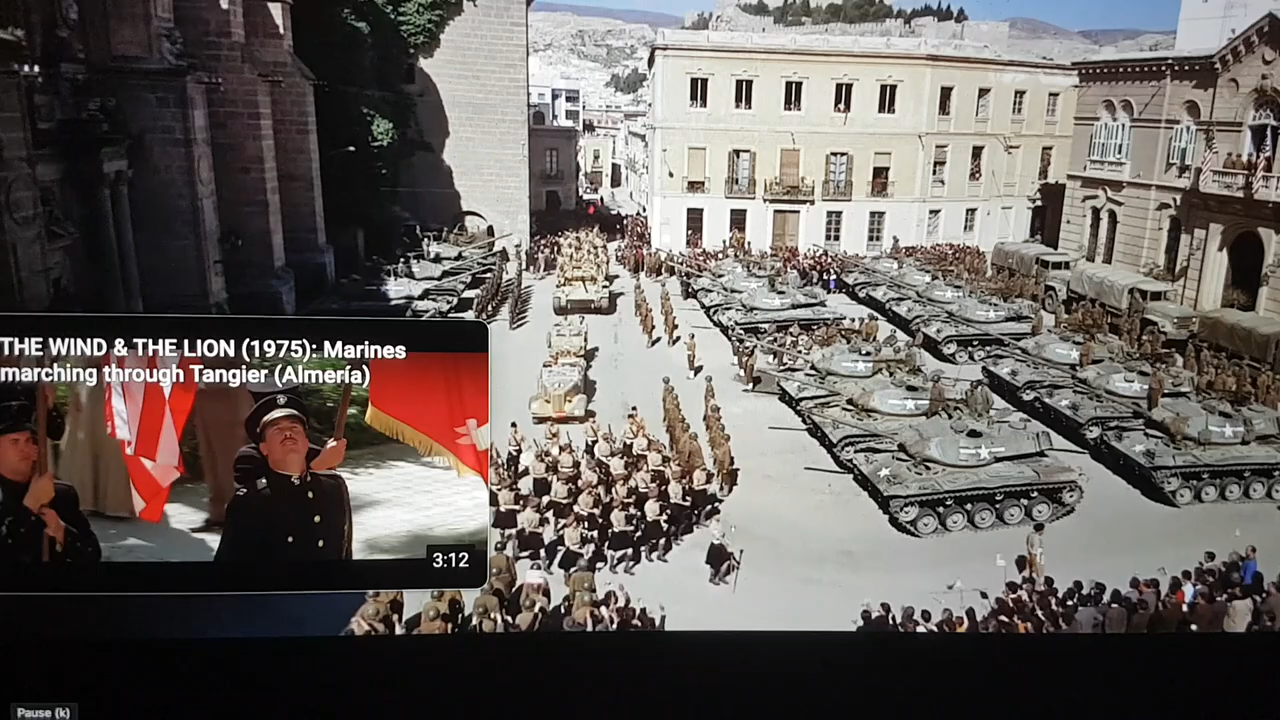 THE WIND & THE LION (1975): Marines
marching through Tangier (Almería)
3:12
Pause (k)